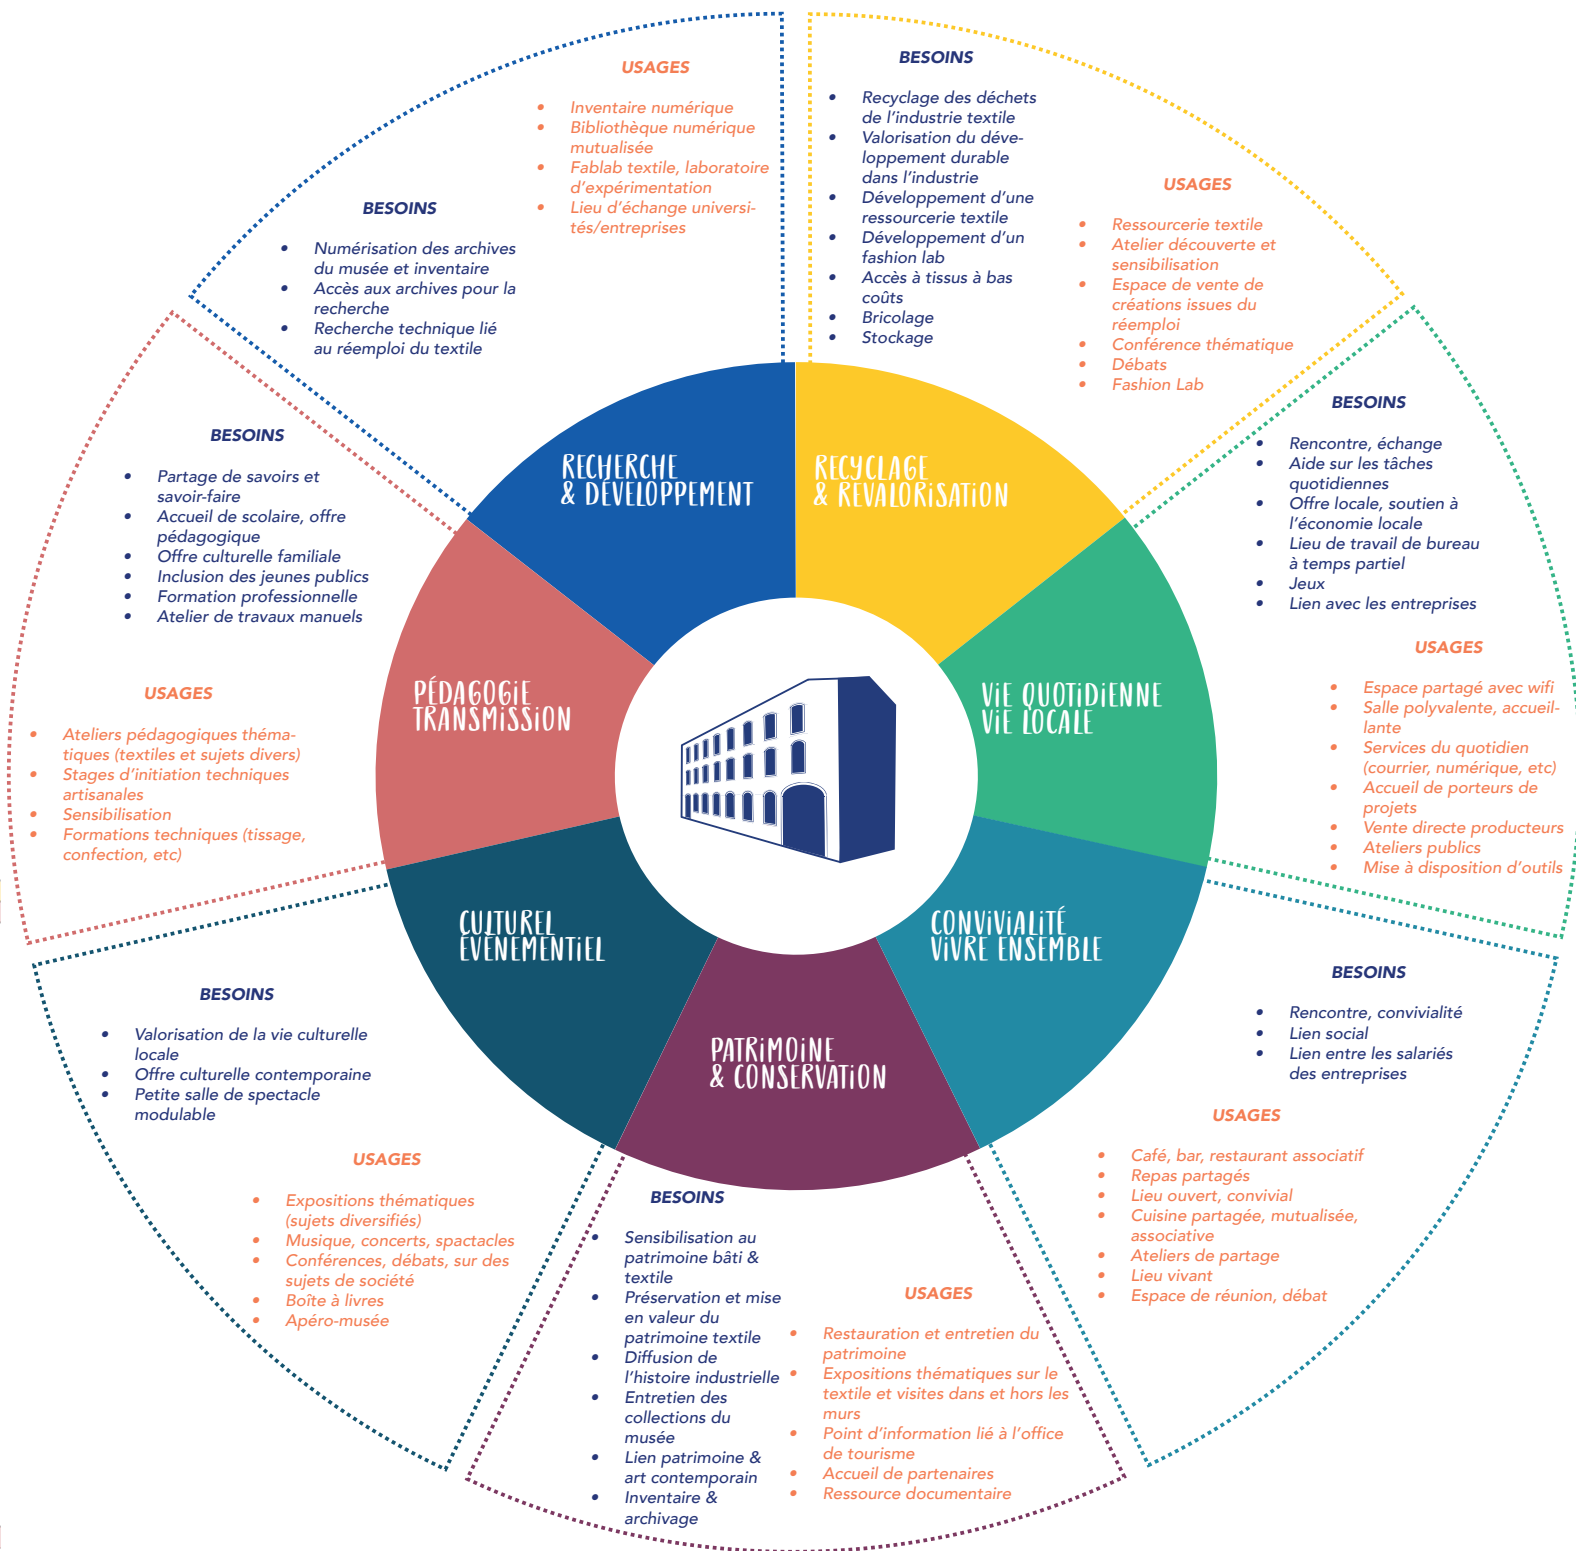 RECHERCHE
& DÉVELOPPEMENT
USAGES
• Inventaire numérique
• Bibliothèque numérique
mutualisée
• Fablab textile, laboratoire
d'expérimentation
• Lieu d'échange universi-
tés/entreprises
BESOINS
• Numérisation des archives
du musée et inventaire
• Accès aux archives pour la
recherche
• Recherche technique lié
au réemploi du textile
RECYCLAGE
& REVALORISATION
BESOINS
• Recyclage des déchets
de l'industrie textile
• Valorisation du déve-
loppement durable
dans l'industrie
• Développement d'une
ressourcerie textile
• Développement d'un
fashion lab
• Accès à tissus à bas
coûts
• Bricolage
• Stockage
USAGES
• Ressourcerie textile
• Atelier découverte et
sensibilisation
• Espace de vente de
créations issues du
réemploi
• Conférence thématique
• Débats
• Fashion Lab
VIE QUOTIDIENNE
VIE LOCALE
BESOINS
• Rencontre, échange
• Aide sur les tâches
quotidiennes
• Offre locale, soutien à
l'économie locale
• Lieu de travail de bureau
à temps partiel
• Jeux
• Lien avec les entreprises
USAGES
• Espace partagé avec wifi
• Salle polyvalente, accueil-
lante
• Services du quotidien
(courrier, numérique, etc)
• Accueil de porteurs de
projets
• Vente directe producteurs
• Ateliers publics
• Mise à disposition d'outils
CONVIVIALITÉ
VIVRE ENSEMBLE
BESOINS
• Rencontre, convivialité
• Lien social
• Lien entre les salariés
des entreprises
USAGES
• Café, bar, restaurant associatif
• Repas partagés
• Lieu ouvert, convivial
• Cuisine partagée, mutualisée,
associative
• Ateliers de partage
• Lieu vivant
• Espace de réunion, débat
PATRIMOINE
& CONSERVATION
BESOINS
• Sensibilisation au
patrimoine bâti &
textile
• Préservation et mise
en valeur du
patrimoine textile
• Diffusion de
l'histoire industrielle
• Entretien des
collections du
musée
• Lien patrimoine &
art contemporain
• Inventaire &
archivage
USAGES
• Restauration et entretien du
patrimoine
• Expositions thématiques sur le
textile et visites dans et hors les
murs
• Point d'information lié à l'office
de tourisme
• Accueil de partenaires
• Ressource documentaire
CULTUREL
ÉVÈNEMENTIEL
BESOINS
• Valorisation de la vie culturelle
locale
• Offre culturelle contemporaine
• Petite salle de spectacle
modulable
USAGES
• Expositions thématiques
(sujets diversifiés)
• Musique, concerts, spactacles
• Conférences, débats, sur des
sujets de société
• Boîte à livres
• Apéro-musée
PÉDAGOGIE
TRANSMISSION
BESOINS
• Partage de savoirs et
savoir-faire
• Accueil de scolaire, offre
pédagogique
• Offre culturelle familiale
• Inclusion des jeunes publics
• Formation professionnelle
• Atelier de travaux manuels
USAGES
• Ateliers pédagogiques théma-
tiques (textiles et sujets divers)
• Stages d'initiation techniques
artisanales
• Sensibilisation
• Formations techniques (tissage,
confection, etc)